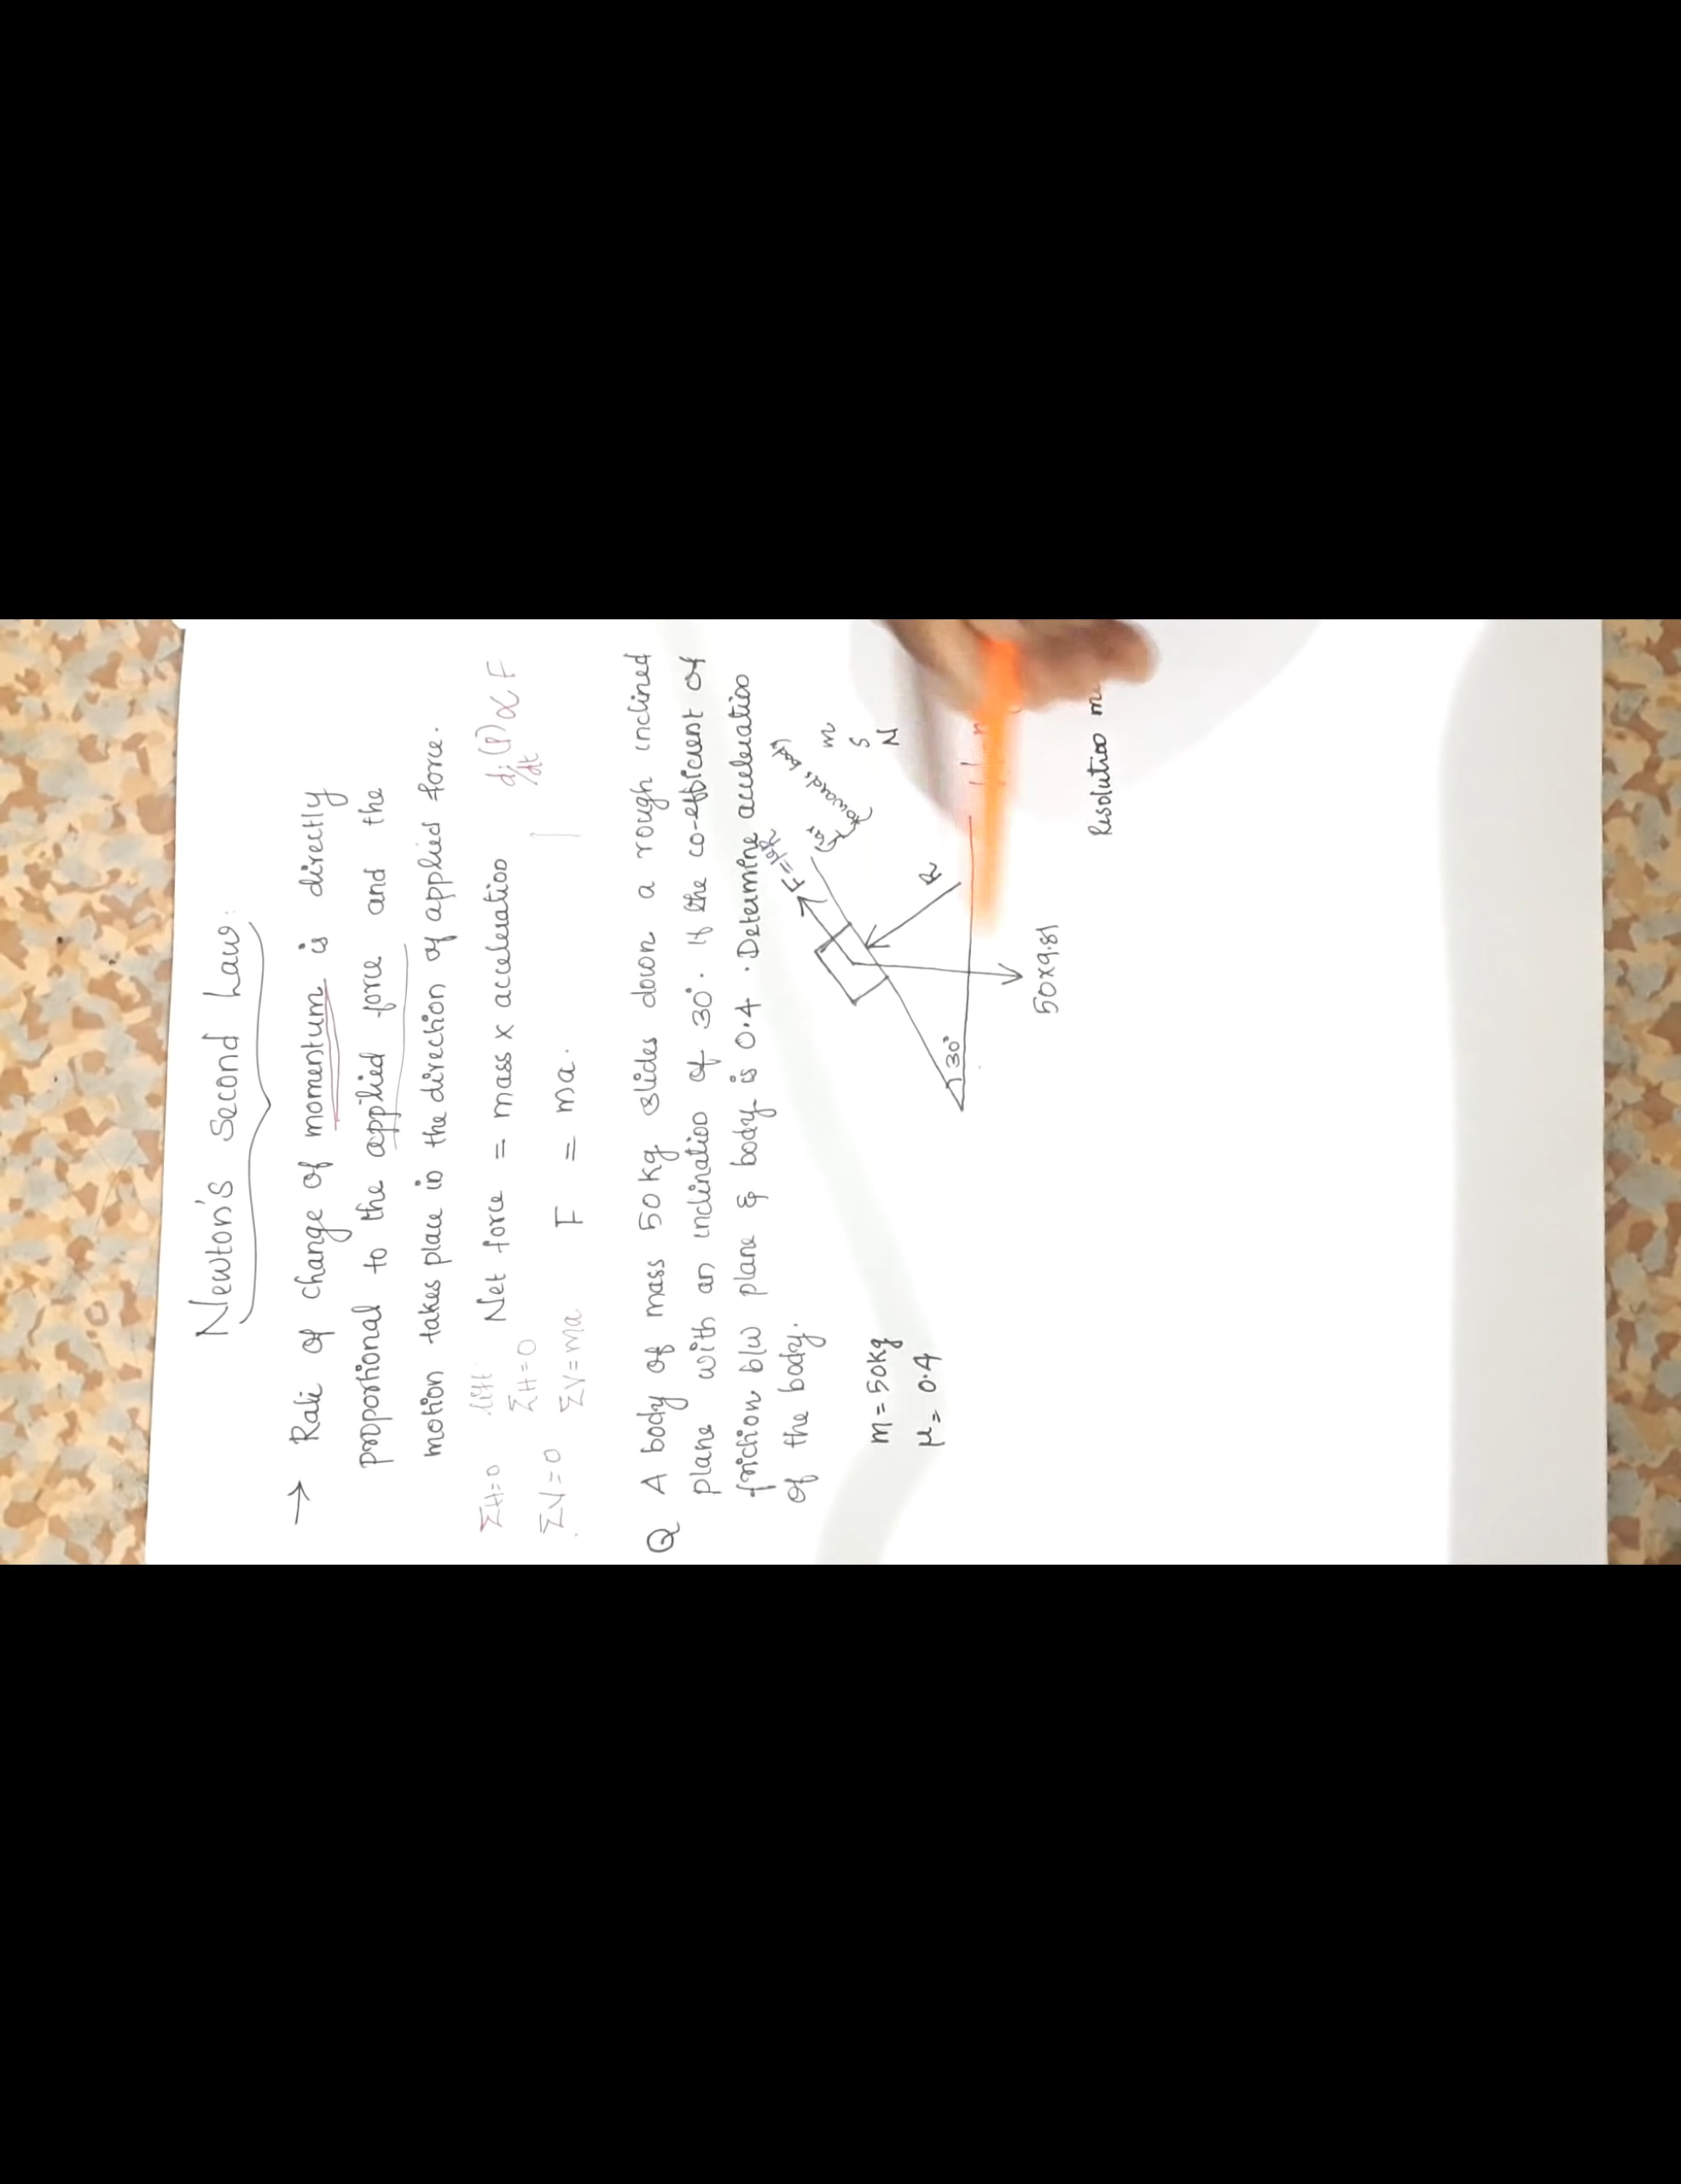 Newton's Second Law:
→ Rate of change of momentum is directly
proportional to the applied force and the
motion takes place in the direction of applied force.
ΣH=0 lift Net force = mass x acceleration d/dt (P) ∝ F
ΣH=0
ΣV=0 ΣV=ma F = ma.
Q A body of mass 50kg slides down a rough inclined
plane with an inclination of 30°. If the co-efficient of
friction b/w plane & body is 0.4. Determine acceleration
of the body.
F=μR
towards
m = 50kg m
μ = 0.4 S
N
R
30°
50x9.81
Resolution